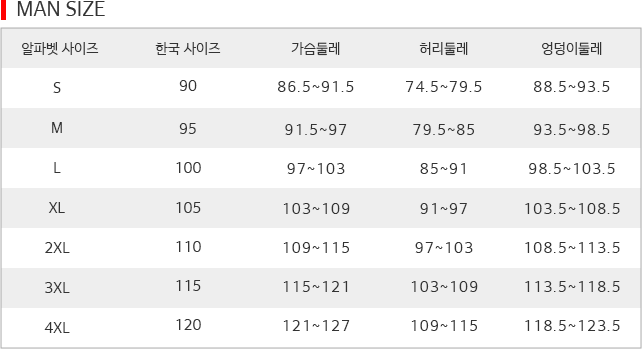 MAN SIZE
알파벳 사이즈 한국 사이즈 가슴둘레 허리둘레 엉덩이둘레
S 90 86.5~91.5 74.5~79.5 88.5~93.5
M 95 91.5~97 79.5~85 93.5~98.5
L 100 97~103 85~91 98.5~103.5
XL 105 103~109 91~97 103.5~108.5
2XL 110 109~115 97~103 108.5~113.5
3XL 115 115~121 103~109 113.5~118.5
4XL 120 121~127 109~115 118.5~123.5